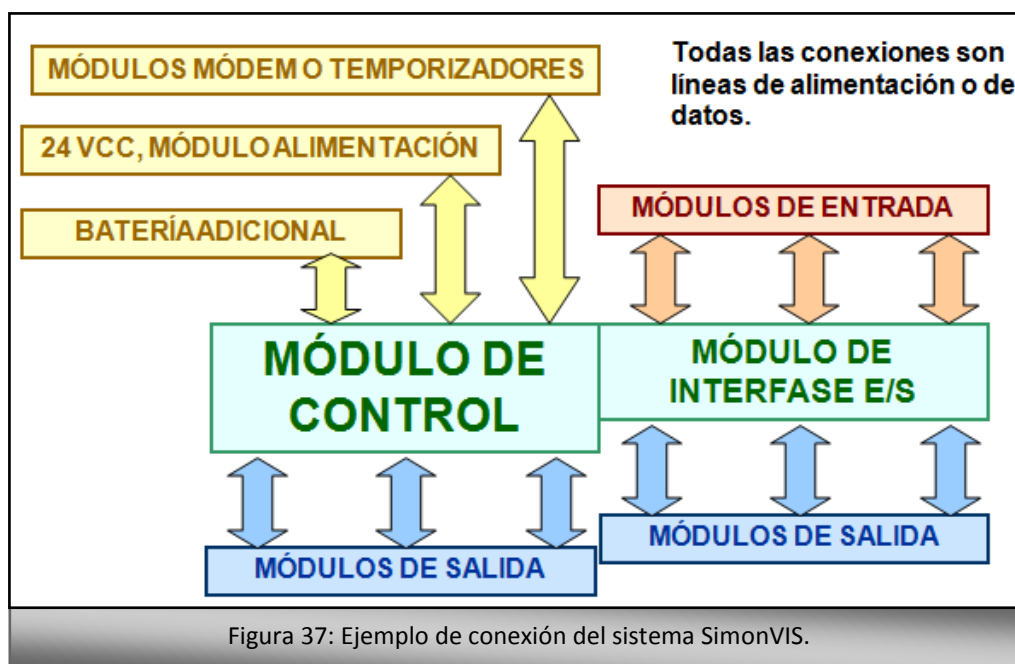 MÓDULOS MÓDEM O TEMPORIZADORES
Todas las conexiones son
líneas de alimentación o de
datos.
24 VCC, MÓDULO ALIMENTACIÓN
BATERÍA ADICIONAL
MÓDULOS DE ENTRADA
MÓDULO DE
CONTROL
MÓDULO DE
INTERFASE E/S
MÓDULOS DE SALIDA
MÓDULOS DE SALIDA
Figura 37: Ejemplo de conexión del sistema SimonVIS.